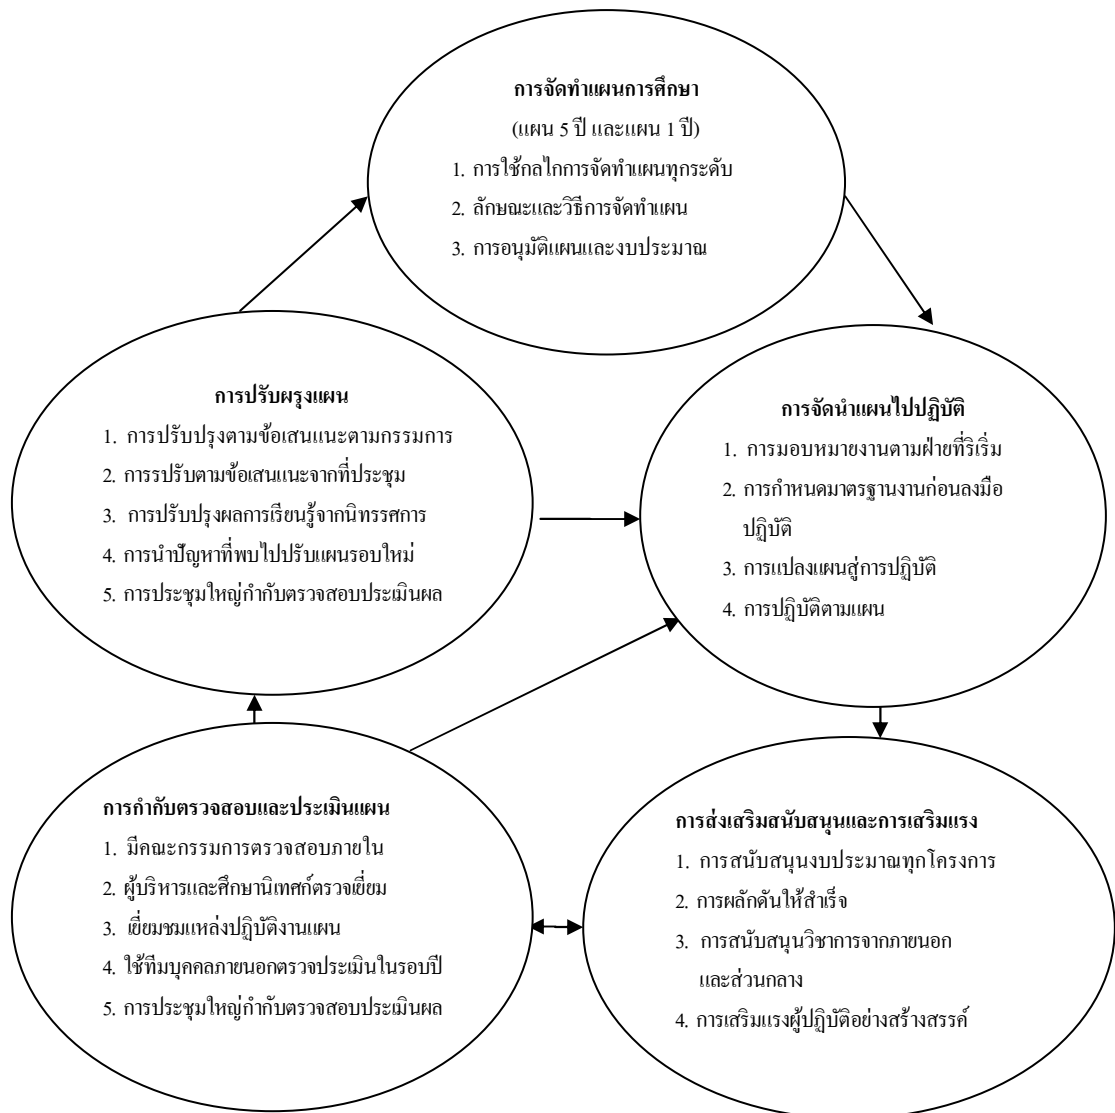 การจัดทำแผนการศึกษา
(แผน 5 ปี และแผน 1 ปี)
1. การใช้กลไกการจัดทำแผนทุกระดับ
2. ลักษณะและวิธีการจัดทำแผน
3. การอนุมัติแผนและงบประมาณ
การปรับผรุงแผน
1. การปรับปรุงตามข้อเสนแนะตามกรรมการ
2. การรปรับตามข้อเสนแนะจากที่ประชุม
3. การปรับปรุงผลการเรียนรู้จากนิทรรศการ
4. การนำปัญหาที่พบไปปรับแผนรอบใหม่
5. การประชุมใหญ่กำกับตรวจสอบประเมินผล
การจัดนำแผนไปปฏิบัติ
1. การมอบหมายงานตามฝ่ายที่ริเริ่ม
2. การกำหนดมาตรฐานงานก่อนลงมือ
ปฏิบัติ
3. การแปลงแผนสู่การปฏิบัติ
4. การปฏิบัติตามแผน
การกำกับตรวจสอบและประเมินแผน
1. มีคณะกรรมการตรวจสอบภายใน
2. ผู้บริหารและศึกษานิเทศก์ตรวจเยี่ยม
3. เยี่ยมชมแหล่งปฏิบัติงานแผน
4. ใช้ทีมบุคคลภายนอกตรวจประเมินในรอบปี
5. การประชุมใหญ่กำกับตรวจสอบประเมินผล
การส่งเสริมสนับสนุนและการเสริมแรง
1. การสนับสนุนงบประมาณทุกโครงการ
2. การผลักดันให้สำเร็จ
3. การสนับสนุนวิชาการจากภายนอก
และส่วนกลาง
4. การเสริมแรงผู้ปฏิบัติอย่างสร้างสรรค์